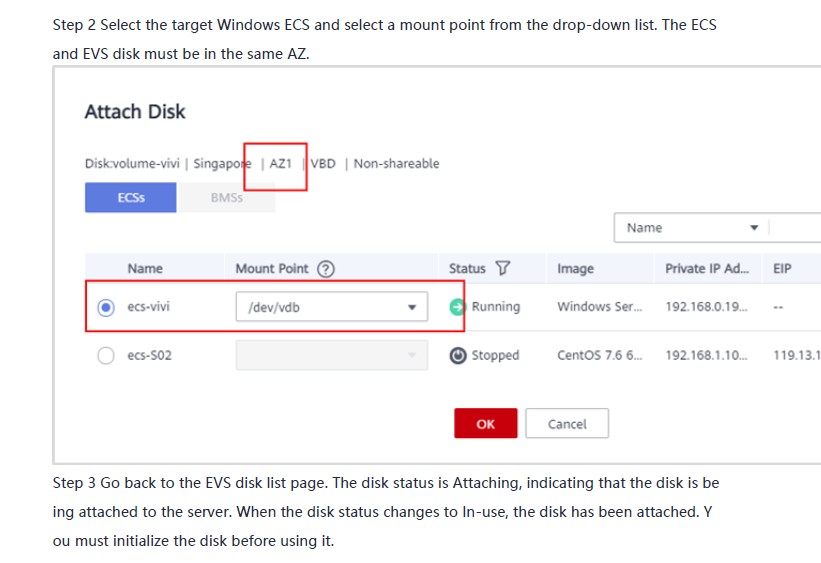 Step 2 Select the target Windows ECS and select a mount point from the drop-down list. The ECS
and EVS disk must be in the same AZ.
Attach Disk
Disk:volume-vivi | Singapore | AZ1 | VBD | Non-shareable
ECSs BMSs
Name
Name Mount Point ? Status Image Private IP Ad... EIP
ecs-vivi /dev/vdb Running Windows Ser... 192.168.0.19... --
ecs-S02 Stopped CentOS 7.6 6... 192.168.1.10... 119.13.1
OK Cancel
Step 3 Go back to the EVS disk list page. The disk status is Attaching, indicating that the disk is be
ing attached to the server. When the disk status changes to In-use, the disk has been attached. Y
ou must initialize the disk before using it.